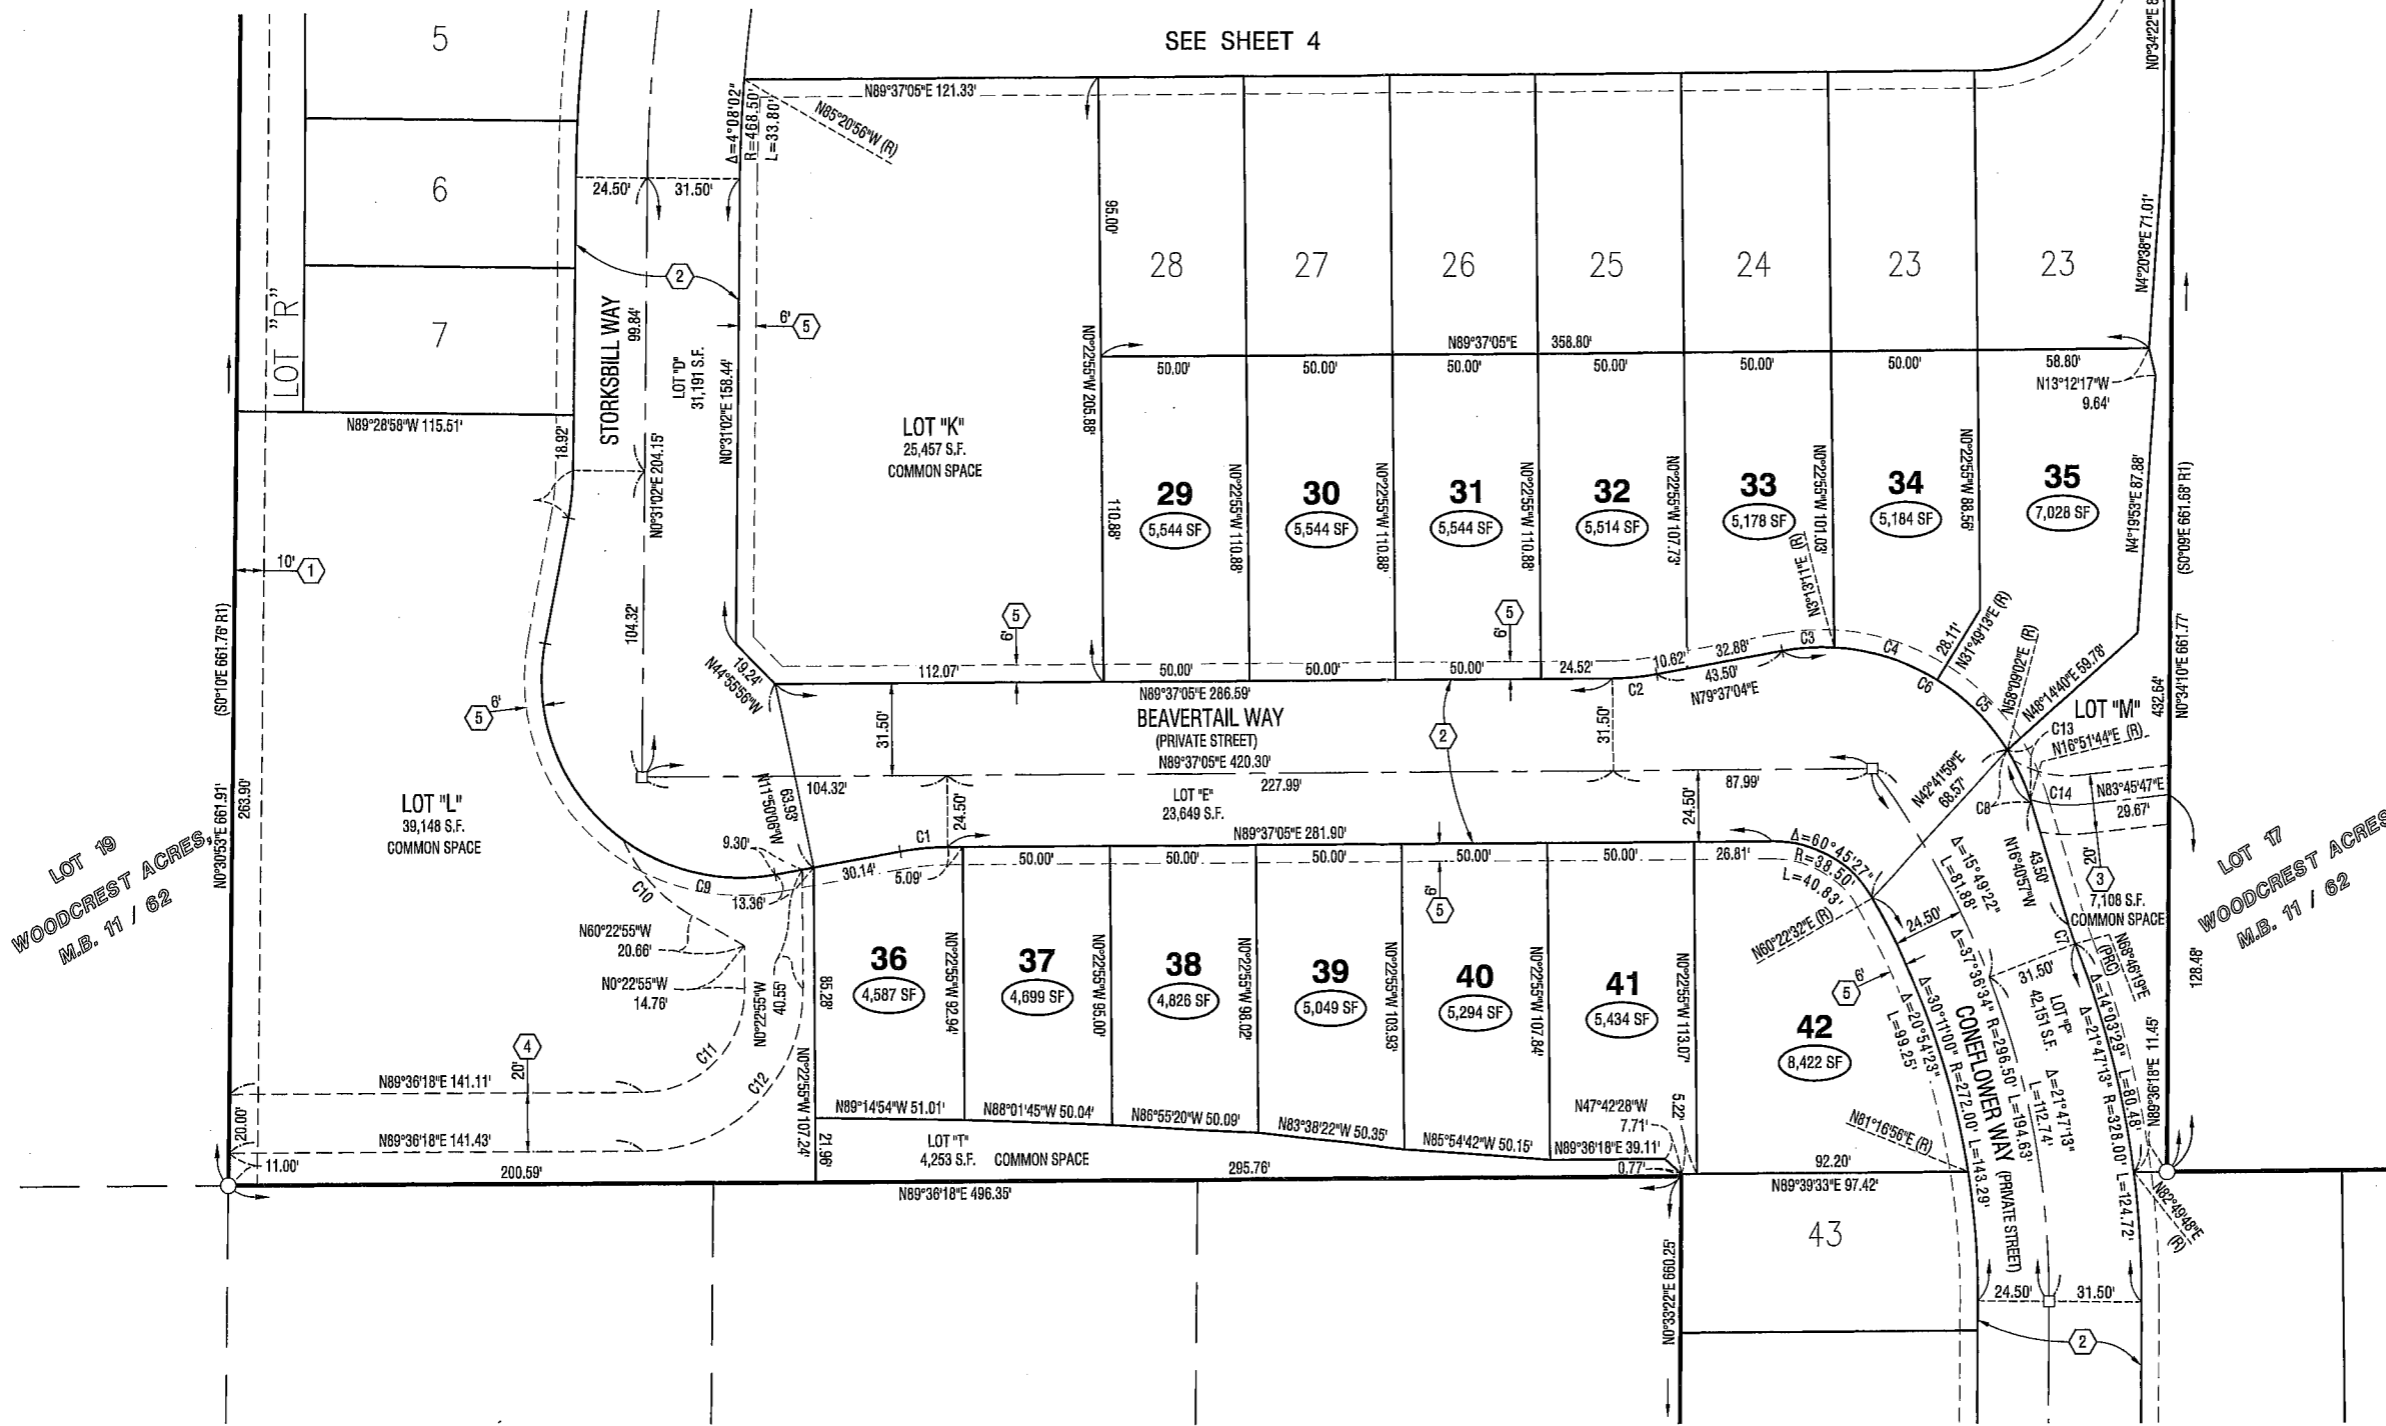 SEE SHEET 4
5
6
7
LOT "R"
N89°28'58"W 115.51'
24.50'
31.50'
2
STORKSBILL WAY
99.84'
LOT "D"
31,191 S.F.
N0°31'02"E 158.44'
N0°31'02"E 204.15'
18.92'
104.32'
Δ=4°08'02"
R=468.50'
L=33.80'
N89°37'05"E 121.33'
N85°20'56"W (R)
6'
5
LOT "K"
25,457 S.F.
COMMON SPACE
95.00'
N0°22'55"W 205.88'
110.88'
28
27
26
25
24
23
23
N89°37'05"E 358.80'
50.00'
50.00'
50.00'
50.00'
50.00'
50.00'
58.80'
N13°12'17"W
9.64'
N4°20'38"E 71.01'
N0°34'22"E 8
29
5,544 SF
N0°22'55"W 110.88'
30
5,544 SF
N0°22'55"W 110.88'
31
5,544 SF
N0°22'55"W 110.88'
32
5,514 SF
N0°22'55"W 107.73'
33
5,178 SF
N0°22'55"W 101.03'
N3°13'11"E (R)
34
5,184 SF
N0°22'55"W 88.56'
35
7,028 SF
N4°19'53"E 87.88'
(S0°09'E 661.68' R1)
N0°34'10"E 661.77'
432.64'
128.48'
10'
1
(S0°10'E 661.76' R1)
N0°30'53"E 661.91'
263.90'
LOT 19
WOODCREST ACRES,
M.B. 11 / 62
5
6'
LOT "L"
39,148 S.F.
COMMON SPACE
19.24'
N44°55'56"W
112.07'
5
6'
50.00'
50.00'
50.00'
5
6'
24.52'
C2
10.62'
32.88'
43.50'
N79°37'04"E
C3
C4
28.11'
N31°49'13"E (R)
C6
C5
N58°09'02"E (R)
N48°14'40"E 59.78'
LOT "M"
C13
N16°51'44"E (R)
N83°45'47"E
29.67'
C14
C8
20'
3
7,108 S.F.
COMMON SPACE
N89°37'05"E 286.59'
BEAVERTAIL WAY
(PRIVATE STREET)
N89°37'05"E 420.30'
31.50'
31.50'
2
104.32'
227.99'
87.99'
LOT "E"
23,649 S.F.
24.50'
24.50'
N11°50'06"W
63.93'
9.30'
30.14'
C1
5.09'
13.36'
C9
C10
N89°37'05"E 281.90'
50.00'
50.00'
50.00'
50.00'
50.00'
26.81'
5
6'
Δ=60°45'27"
R=38.50'
L=40.83'
N42°41'59"E
68.57'
N60°22'32"E (R)
24.50'
Δ=15°49'22"
L=81.88'
N16°40'57"W
43.50'
C7
N68°46'19"E
(PRC)
31.50'
LOT 17
WOODCREST ACRES
M.B. 11 / 62
N60°22'55"W
20.66'
N0°22'55"W
14.76'
N0°22'55"W
40.55'
85.28'
N0°22'55"W 107.24'
21.96'
C11
C12
36
4,587 SF
N0°22'55"W 92.94'
37
4,699 SF
N0°22'55"W 95.00'
38
4,826 SF
N0°22'55"W 98.02'
39
5,049 SF
N0°22'55"W 103.93'
40
5,294 SF
N0°22'55"W 107.84'
41
5,434 SF
N0°22'55"W 113.07'
42
8,422 SF
5
6'
Δ=20°54'23"
L=99.25'
Δ=30°11'00" R=272.00' L=143.29'
CONEFLOWER WAY (PRIVATE STREET)
Δ=37°36'34" R=296.50' L=194.63'
Δ=21°47'13"
L=112.74'
42,151 S.F.
Δ=14°03'29" L=80.48'
Δ=21°47'13" R=328.00' L=124.72'
N89°36'18"E 11.45'
N82°49'48"E
(R)
N81°16'56"E (R)
4
20'
N89°36'18"E 141.11'
20.00'
N89°36'18"E 141.43'
11.00'
200.59'
N89°14'54"W 51.01'
N88°01'45"W 50.04'
N86°55'20"W 50.09'
N83°38'22"W 50.35'
N85°54'42"W 50.15'
N89°36'18"E 39.11'
N47°42'28"W
7.71'
5.22'
0.77'
LOT "T"
4,253 S.F. COMMON SPACE
295.76'
N89°36'18"E 496.35'
92.20'
N89°39'33"E 97.42'
43
N0°33'22"E 660.25'
24.50'
31.50'
2